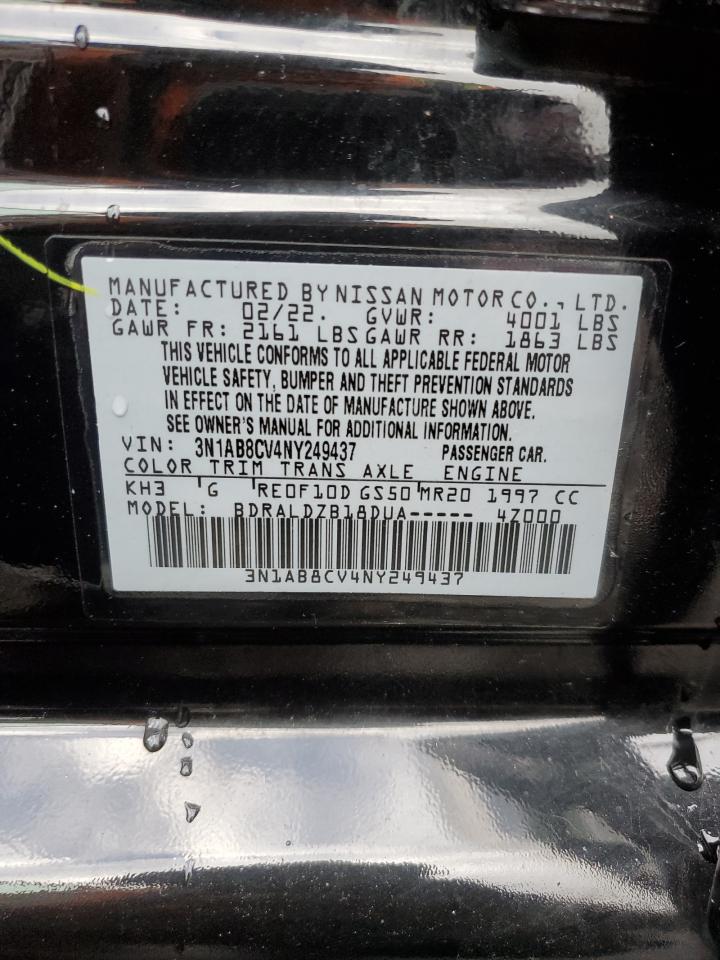 MANUFACTURED BY NISSAN MOTOR CO., LTD.
DATE: 02/22. GVWR: 4001 LBS
GAWR FR: 2161 LBS GAWR RR: 1863 LBS
THIS VEHICLE CONFORMS TO ALL APPLICABLE FEDERAL MOTOR
VEHICLE SAFETY, BUMPER AND THEFT PREVENTION STANDARDS
IN EFFECT ON THE DATE OF MANUFACTURE SHOWN ABOVE.
SEE OWNER'S MANUAL FOR ADDITIONAL INFORMATION.
VIN: 3N1AB8CV4NY249437 PASSENGER CAR.
COLOR TRIM TRANS AXLE ENGINE
KH3 G RE0F10D GS50 MR20 1997 CC
MODEL: BDRALDZB18DUA----- 4Z000
3N1AB8CV4NY249437